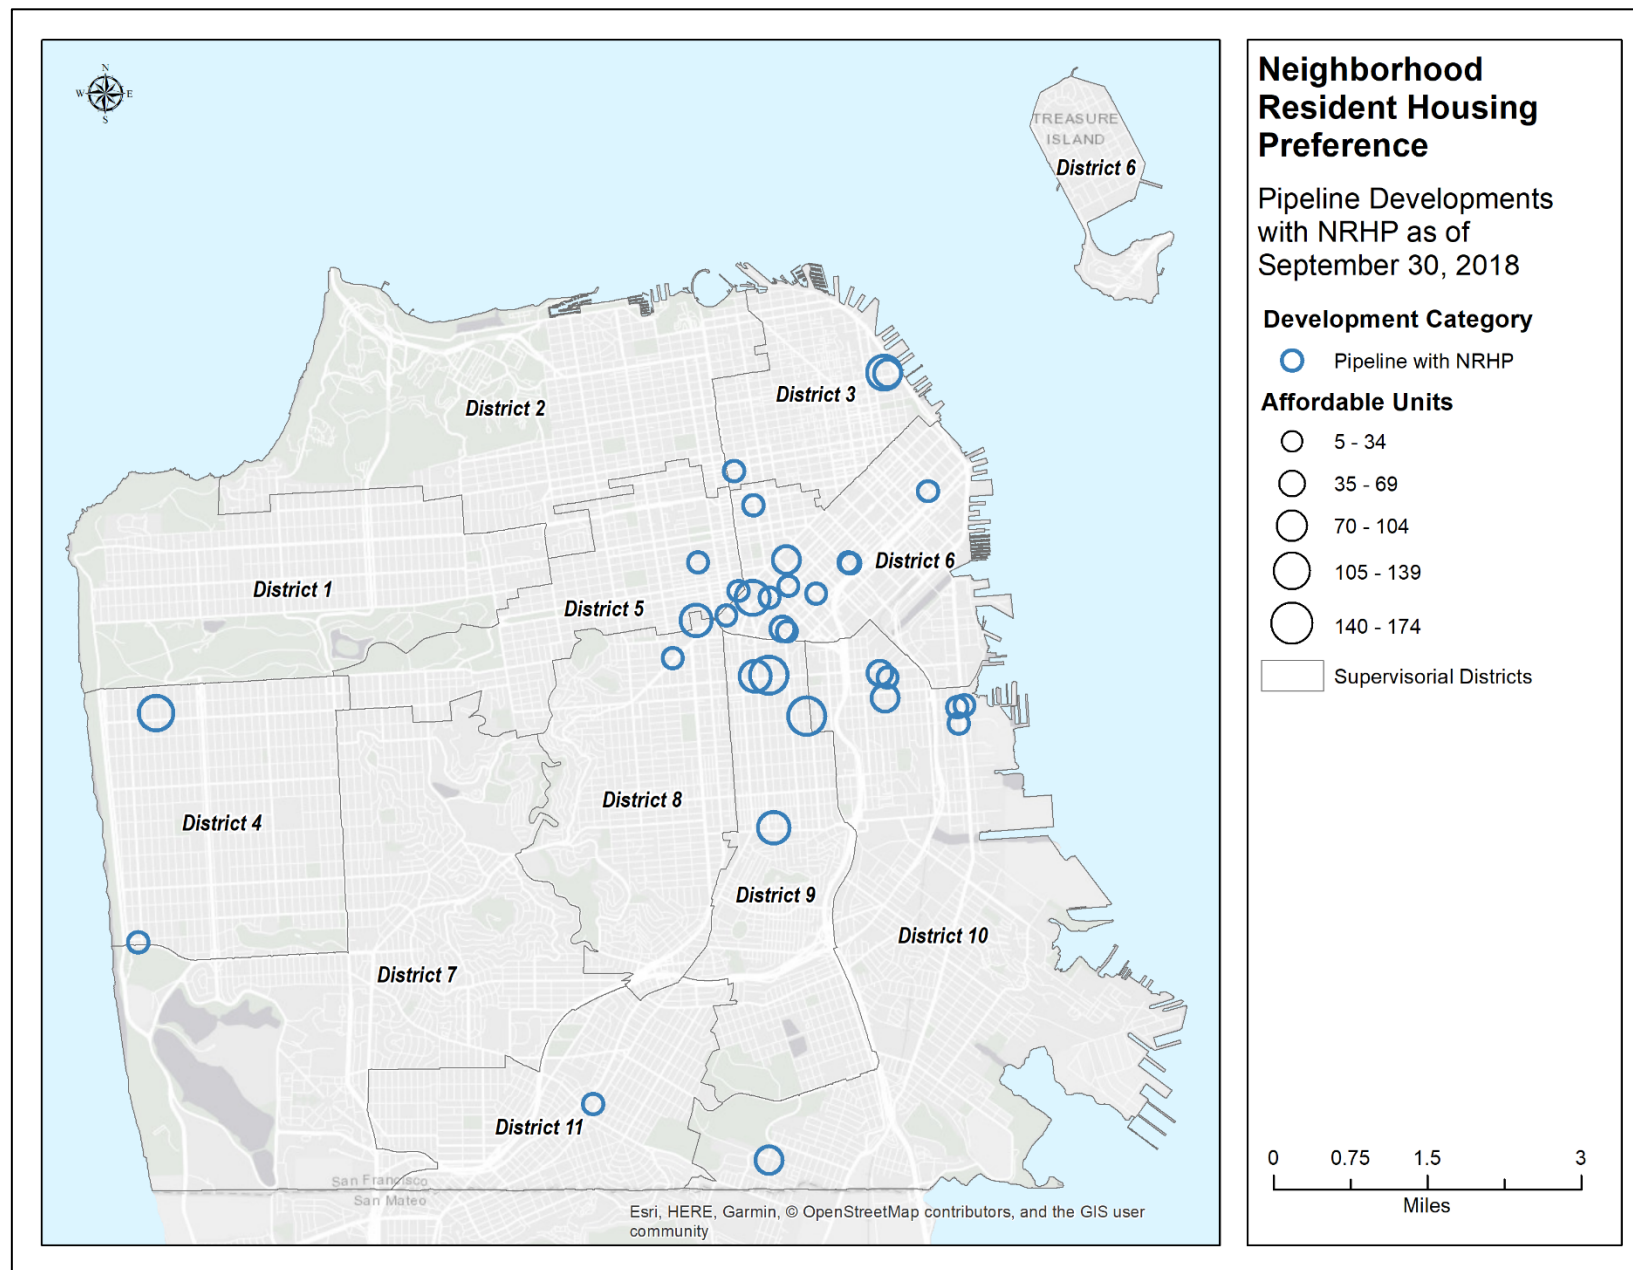 Neighborhood
Resident Housing
Preference
Pipeline Developments
with NRHP as of
September 30, 2018
Development Category
Pipeline with NRHP
Affordable Units
5 - 34
35 - 69
70 - 104
105 - 139
140 - 174
Supervisorial Districts
0 0.75 1.5 3
Miles
N
W E
S
TREASURE
ISLAND
District 6
District 3
District 2
District 6
District 1
District 5
District 8
District 4
District 9
District 10
District 7
District 11
San Francisco
San Mateo
Esri, HERE, Garmin, © OpenStreetMap contributors, and the GIS user
community